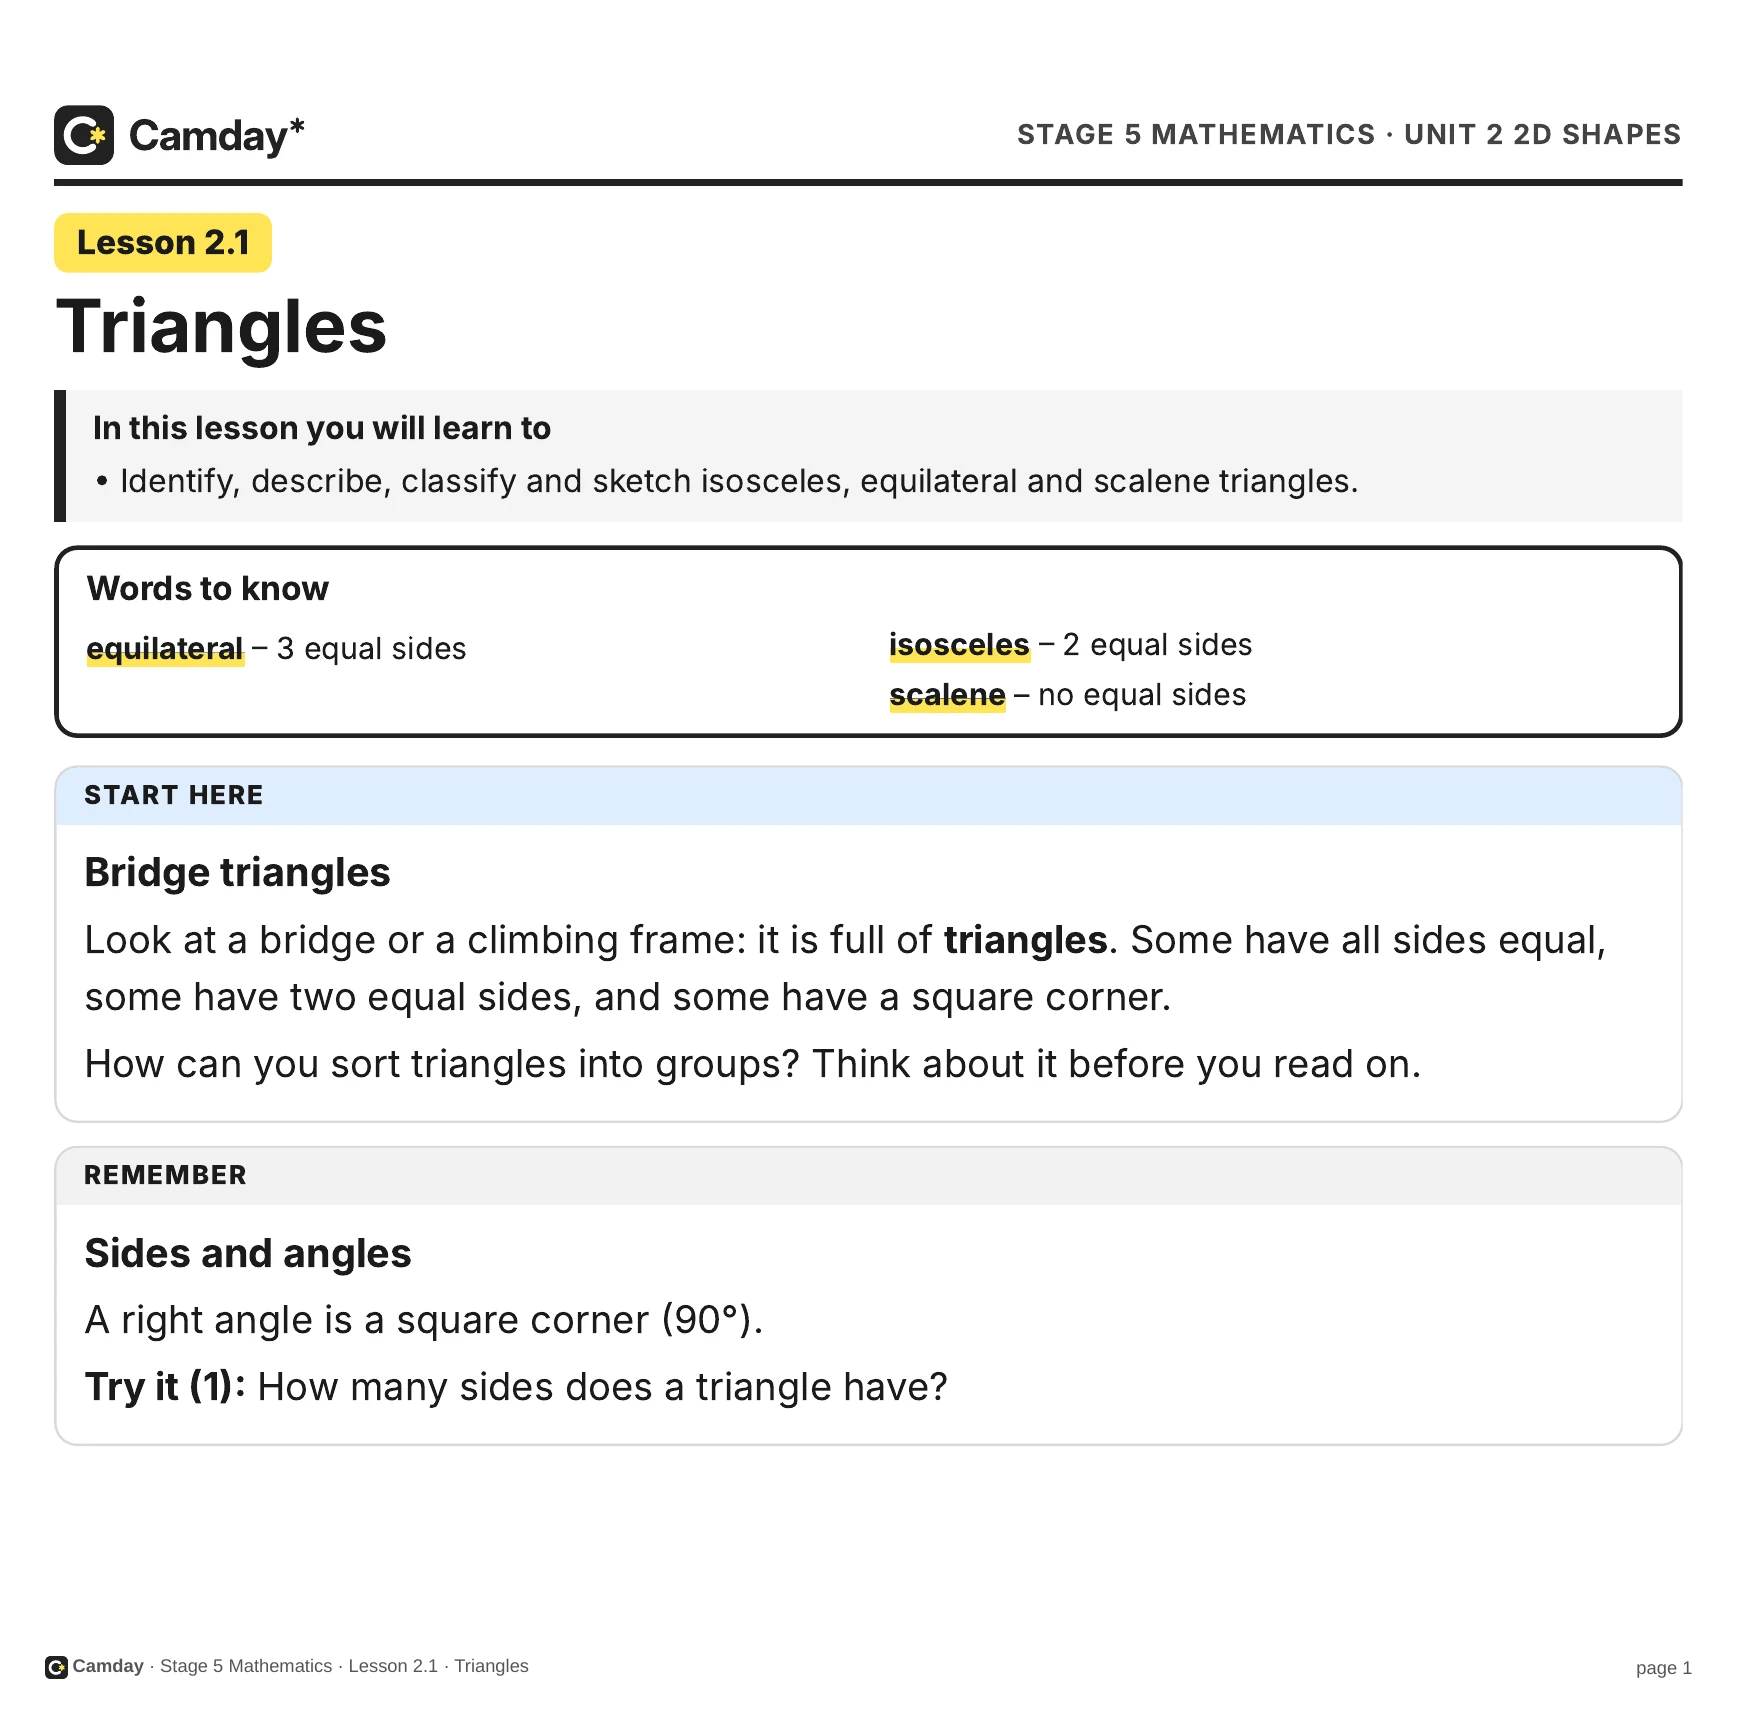 Camday*
STAGE 5 MATHEMATICS · UNIT 2 2D SHAPES
Lesson 2.1
Triangles
In this lesson you will learn to
• Identify, describe, classify and sketch isosceles, equilateral and scalene triangles.
Words to know
equilateral – 3 equal sides
isosceles – 2 equal sides
scalene – no equal sides
START HERE
Bridge triangles
Look at a bridge or a climbing frame: it is full of triangles. Some have all sides equal,
some have two equal sides, and some have a square corner.
How can you sort triangles into groups? Think about it before you read on.
REMEMBER
Sides and angles
A right angle is a square corner (90°).
Try it (1): How many sides does a triangle have?
Camday · Stage 5 Mathematics · Lesson 2.1 · Triangles
page 1